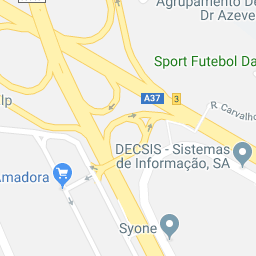 Agrupamento De
Dr Azeve
Sport Futebol Da
A37
3
lp
R. Carvalho
DECSIS - Sistemas
de Informação, SA
Amadora
Syone